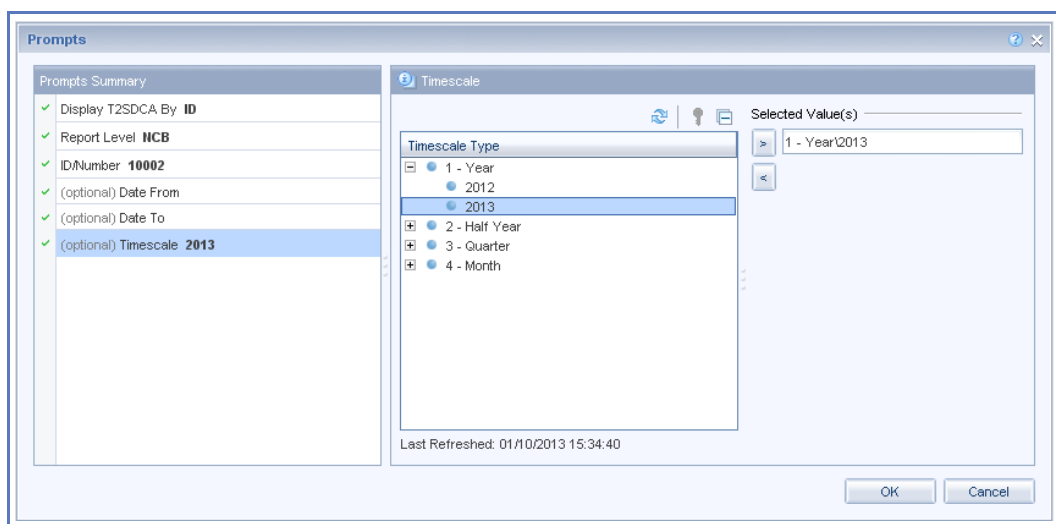 Prompts
Prompts Summary
Display T2SDCA By ID
Report Level NCB
ID/Number 10002
(optional) Date From
(optional) Date To
(optional) Timescale 2013
Timescale
Timescale Type
1 - Year
2012
2013
2 - Half Year
3 - Quarter
4 - Month
Last Refreshed: 01/10/2013 15:34:40
Selected Value(s)
>
1 - Year\2013
<
OK
Cancel